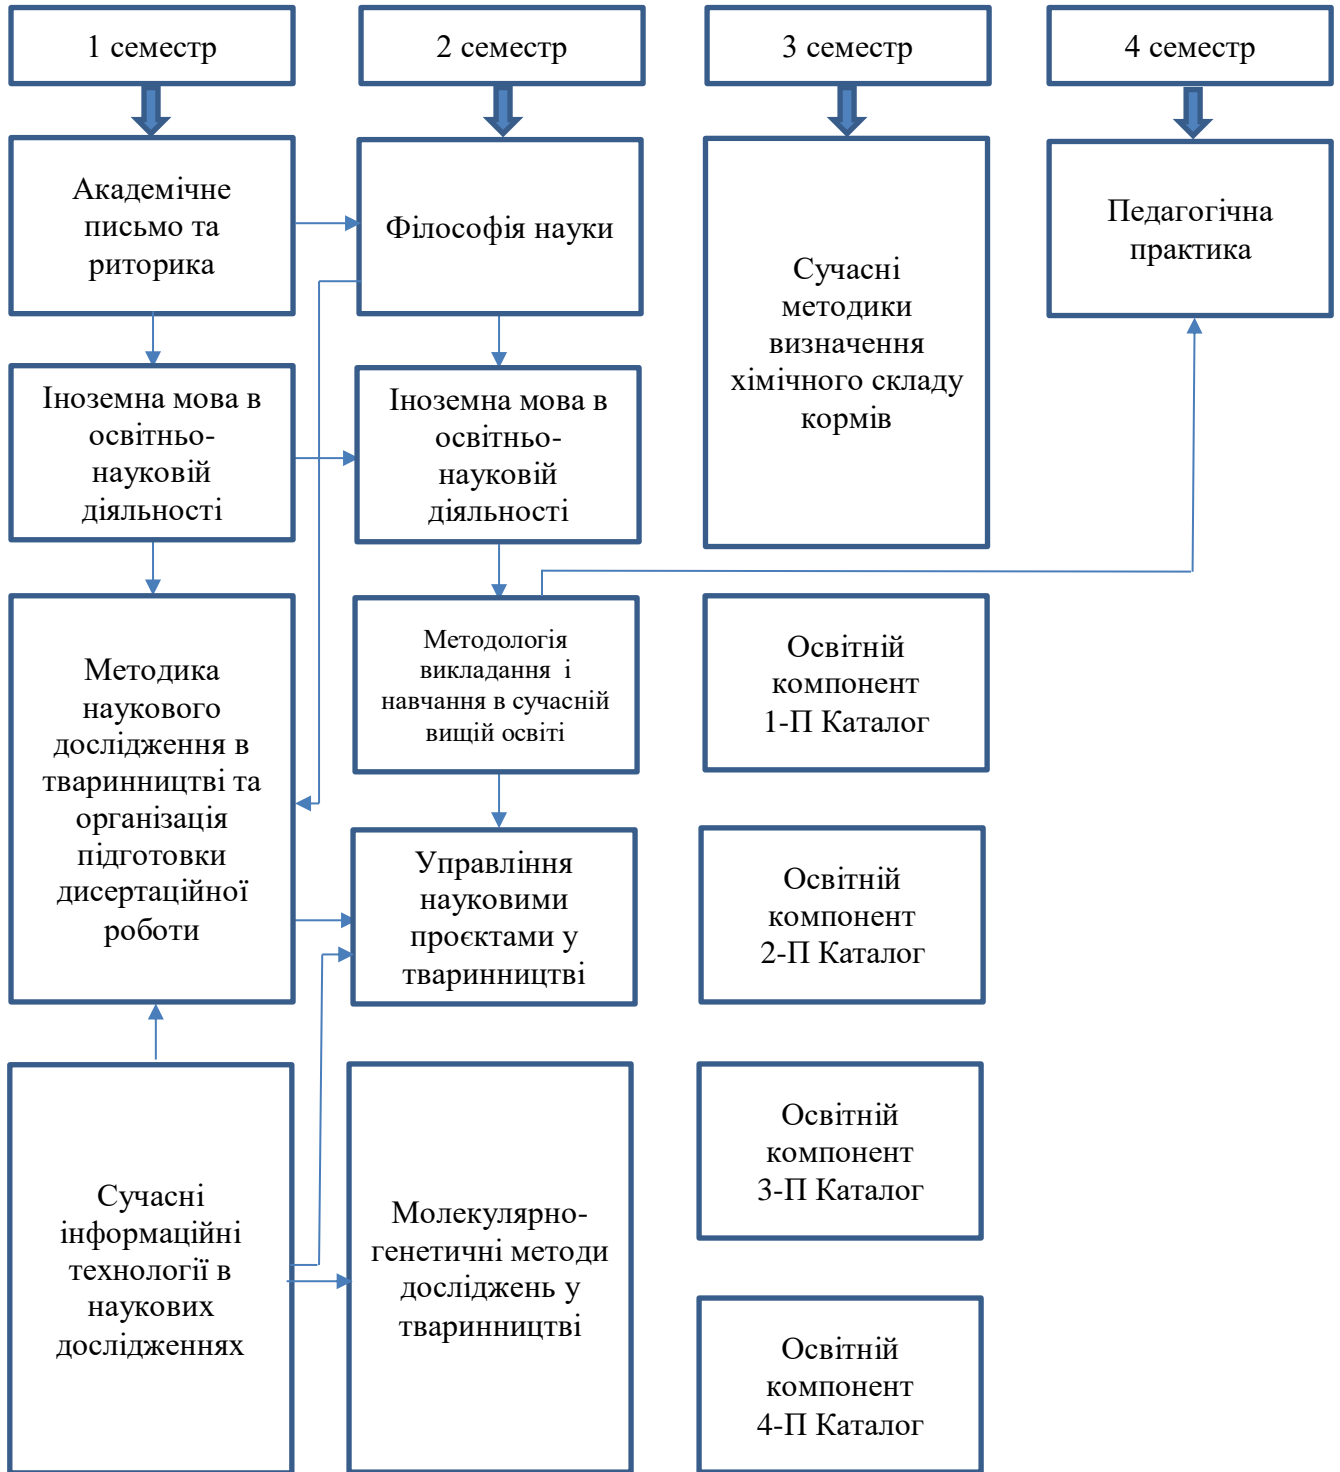 1 семестр
2 семестр
3 семестр
4 семестр
Академічне
письмо та
риторика
Філософія науки
Сучасні
методики
визначення
хімічного складу
кормів
Педагогічна
практика
Іноземна мова в
освітньо-
науковій
діяльності
Іноземна мова в
освітньо-
науковій
діяльності
Методика
наукового
дослідження в
тваринництві та
організація
підготовки
дисертаційної
роботи
Методологія
викладання і
навчання в сучасній
вищій освіті
Освітній
компонент
1-П Каталог
Управління
науковими
проєктами у
тваринництві
Освітній
компонент
2-П Каталог
Сучасні
інформаційні
технології в
наукових
дослідженнях
Молекулярно-
генетичні методи
досліджень у
тваринництві
Освітній
компонент
3-П Каталог
Освітній
компонент
4-П Каталог